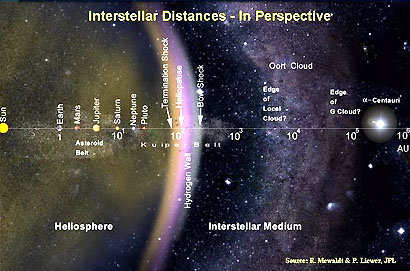 Interstellar Distances - In Perspective
Sun
Earth
Mars
Jupiter
Saturn
Neptune
Pluto
Termination Shock
Heliopause
Bow Shock
Oort Cloud
Edge
of
Local
Cloud?
Edge
of
G Cloud?
α-Centauri
1
10
10²
10³
10⁴
10⁵
AU
Asteroid
Belt
Kuiper Belt
Hydrogen Wall
Heliosphere
Interstellar Medium
Source: R. Mewaldt & P. Liewer, JPL